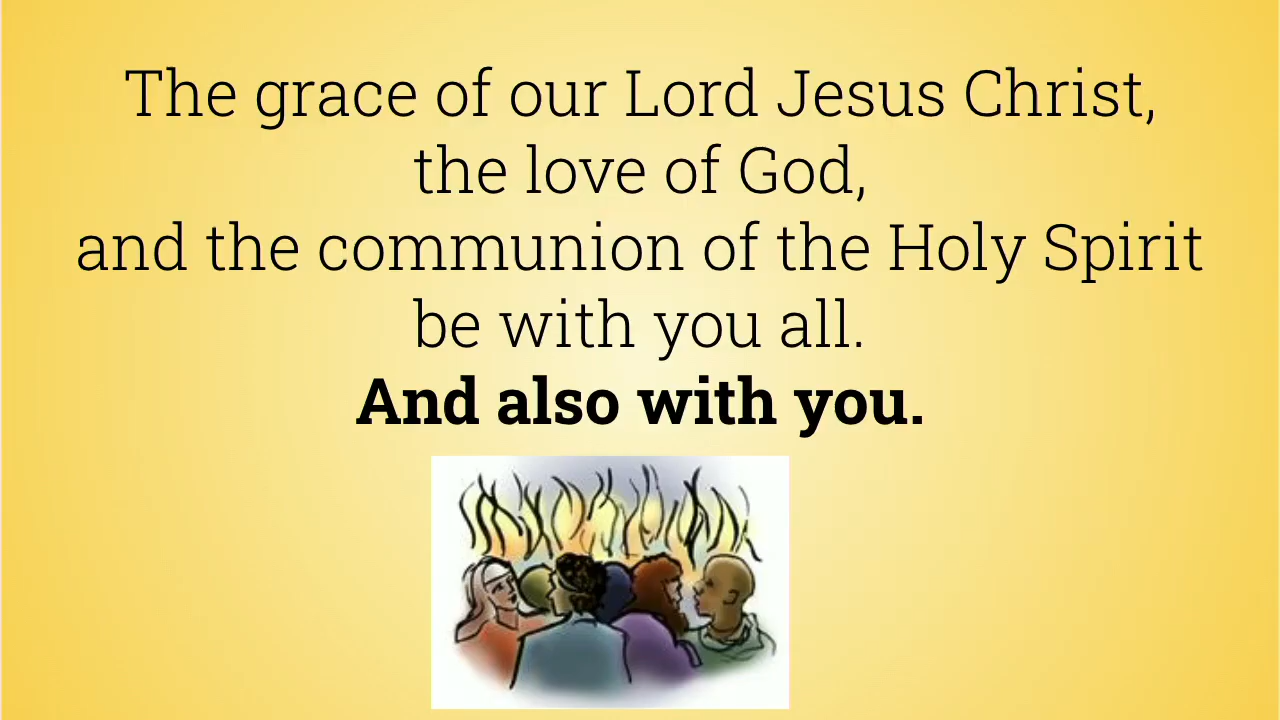 The grace of our Lord Jesus Christ,
the love of God,
and the communion of the Holy Spirit
be with you all.
And also with you.